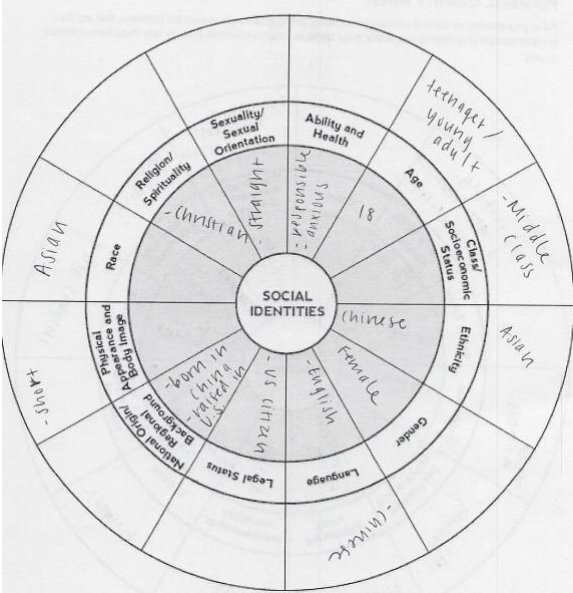 SOCIAL
IDENTITIES
Ability and
Health
- responsible
- anxious
Age
18
teenager/
young
adult
Class/
Socioeconomic
Status
- Middle
class
Ethnicity
Chinese
Asian
Gender
Female
Language
- English
- Chinese
Legal Status
- US citizen
National Origin/
Regional
Background
- born in
China
- raised in
U.S.
Physical
Appearance and
Body Image
- short
Race
Asian
Religion/
Spirituality
- Christian
Sexuality/
Sexual
Orientation
- straight